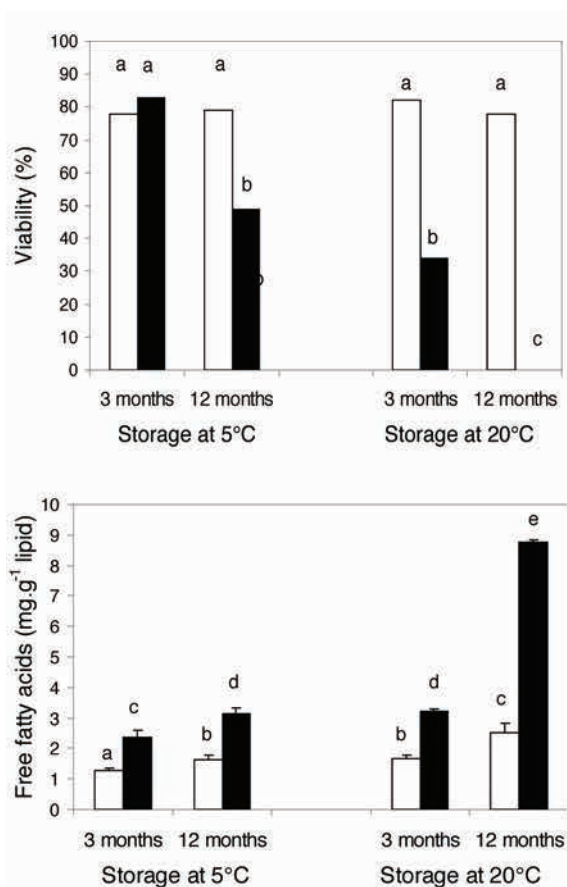 100
a a a a a
90
80
70
60
Viability (%)
50
b
40
b
30
20
10
c
0
3 months 12 months 3 months 12 months
Storage at 5°C Storage at 20°C
10
e
9
8
7
Free fatty acids (mg.g-1 lipid)
6
5
4
c d d c
3
b b
2
a
1
0
3 months 12 months 3 months 12 months
Storage at 5°C Storage at 20°C